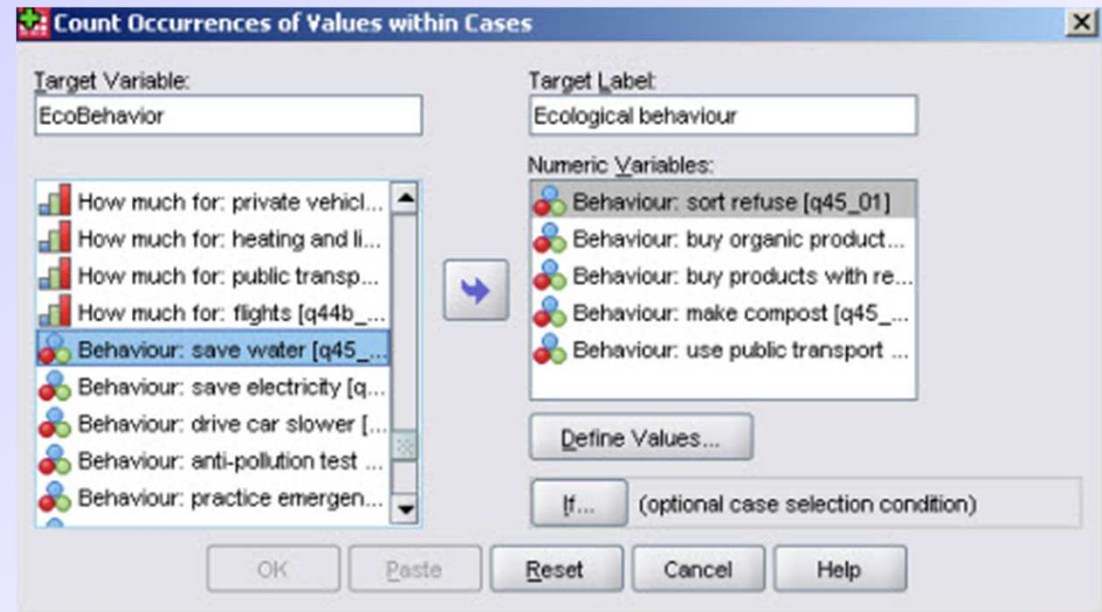 Count Occurrences of Values within Cases
Target Variable:
EcoBehavior
Target Label:
Ecological behaviour
How much for: private vehicl...
How much for: heating and li...
How much for: public transp...
How much for: flights [q44b_...
Behaviour: save water [q45_...
Behaviour: save electricity [q...
Behaviour: drive car slower [...
Behaviour: anti-pollution test ...
Behaviour: practice emergen...
Numeric Variables:
Behaviour: sort refuse [q45_01]
Behaviour: buy organic product...
Behaviour: buy products with re...
Behaviour: make compost [q45_...
Behaviour: use public transport ...
Define Values...
If... (optional case selection condition)
OK Paste Reset Cancel Help